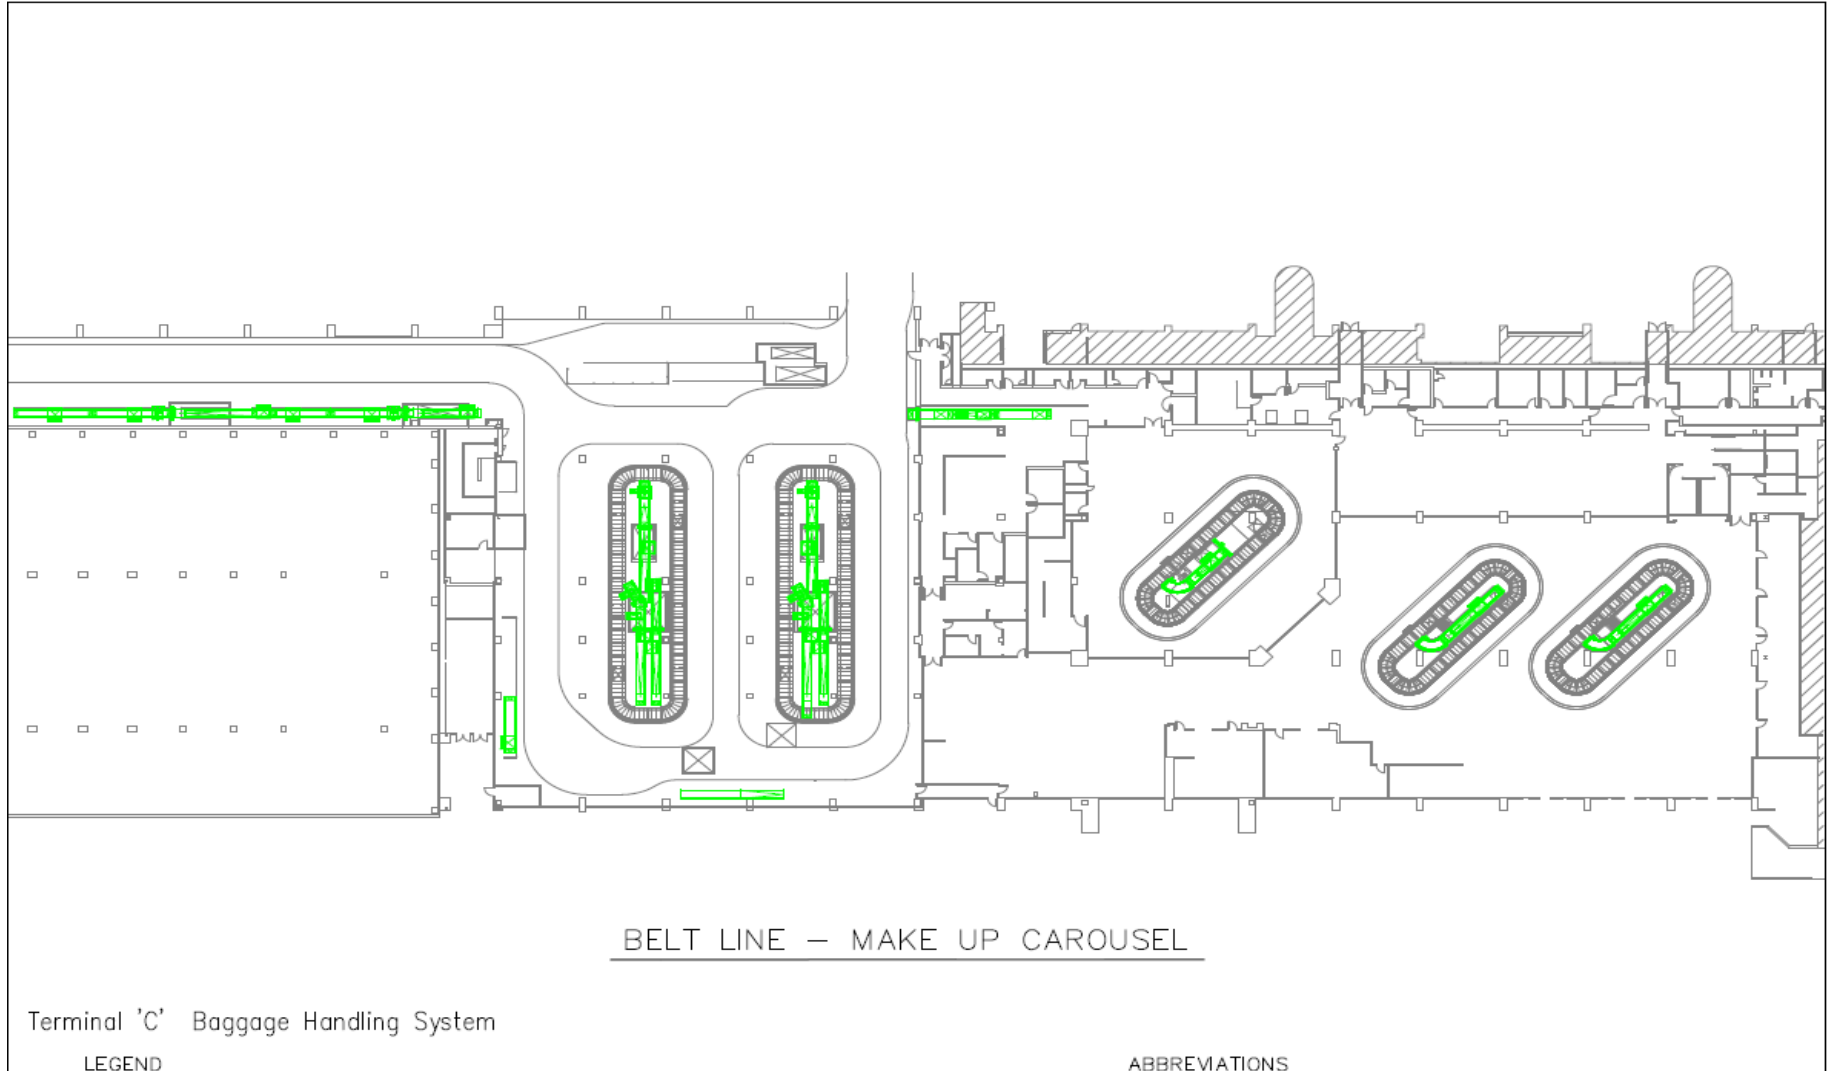 BELT LINE – MAKE UP CAROUSEL
Terminal 'C' Baggage Handling System
LEGEND
ABBREVIATIONS